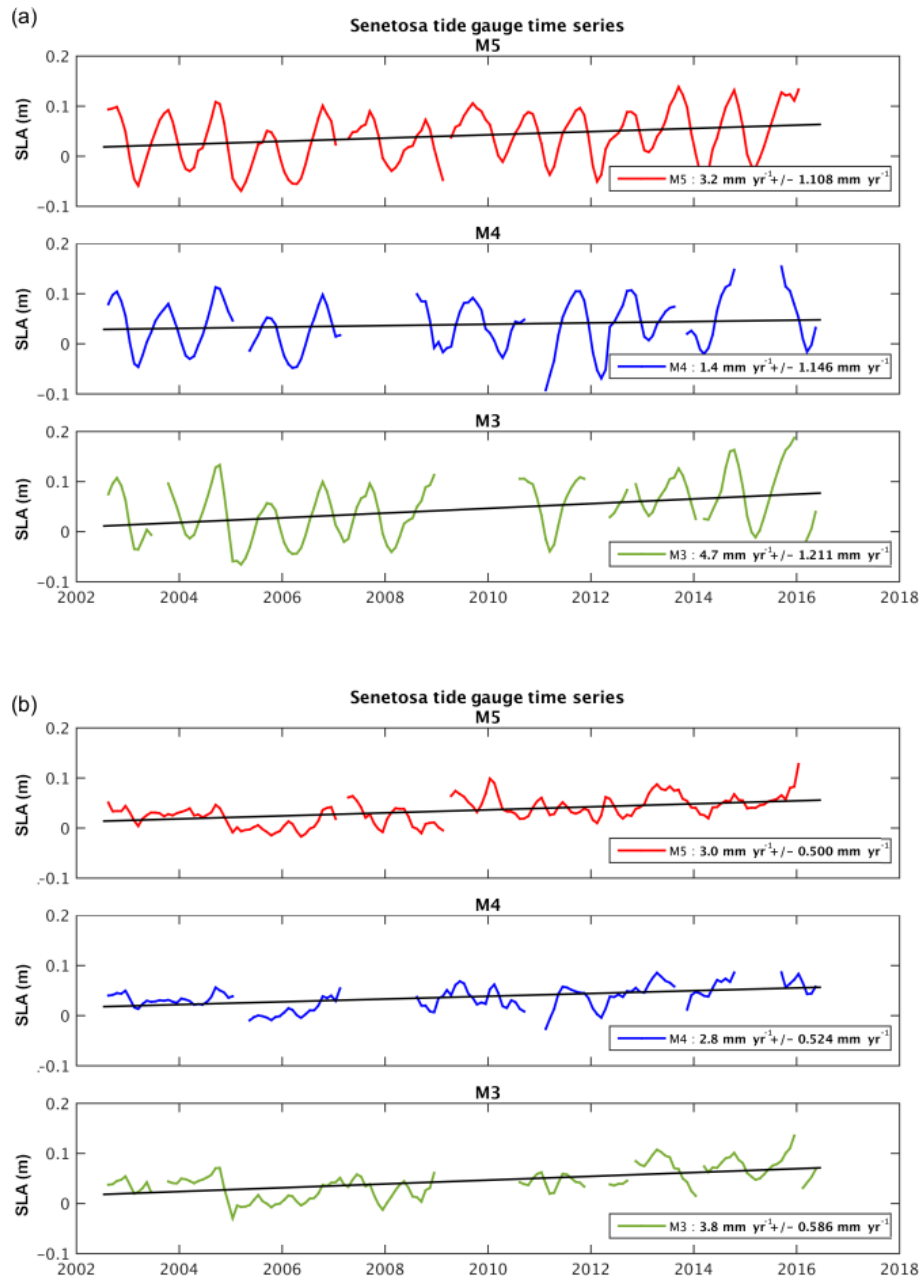 (a)
Senetosa tide gauge time series
M5
0.2
0.1
0
−0.1
SLA (m)
M5 : 3.2 mm yr-1+/− 1.108 mm yr-1
M4
0.2
0.1
0
−0.1
SLA (m)
M4 : 1.4 mm yr-1+/− 1.146 mm yr-1
M3
0.2
0.1
0
−0.1
SLA (m)
M3 : 4.7 mm yr-1+/− 1.211 mm yr-1
2002 2004 2006 2008 2010 2012 2014 2016 2018
(b)
Senetosa tide gauge time series
M5
0.2
0.1
0
-0.1
SLA (m)
M5 : 3.0 mm yr-1+/− 0.500 mm yr-1
M4
0.2
0.1
0
-0.1
SLA (m)
M4 : 2.8 mm yr-1+/− 0.524 mm yr-1
M3
0.2
0.1
0
−0.1
SLA (m)
M3 : 3.8 mm yr-1+/− 0.586 mm yr-1
2002 2004 2006 2008 2010 2012 2014 2016 2018